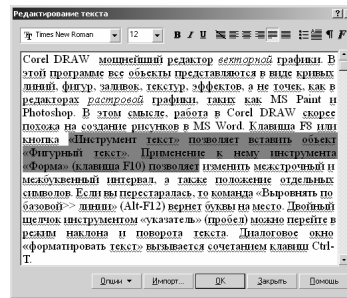 Редактирование текста
Times New Roman 12 B I U
Corel DRAW мощнейший редактор векторной графики. В
этой программе все объекты представляются в виде кривых
линий, фигур, заливок, текстур, эффектов, а не точек, как в
редакторах растровой графики, таких как MS Paint и
Photoshop. В этом смысле, работа в Corel DRAW скорее
похожа на создание рисунков в MS Word. Клавиша F8 или
кнопка «Инструмент текст» позволяет вставить объект
«Фигурный текст». Применение к нему инструмента
«Форма» (клавиша F10) позволяет изменить межстрочный и
межбуквенный интервал, а также положение отдельных
символов. Если вы перестаралась, то команда «Выровнять по
базовой>> линии» (Alt-F12) вернет буквы на место. Двойный
щелчок инструментом «указатель» (пробел) можно перейте в
режим наклона и поворота текста. Диалоговое окно
«форматировать текст» вызывается сочетанием клавиш Ctrl-
T.
Опции Импорт... OK Закрыть Помощь